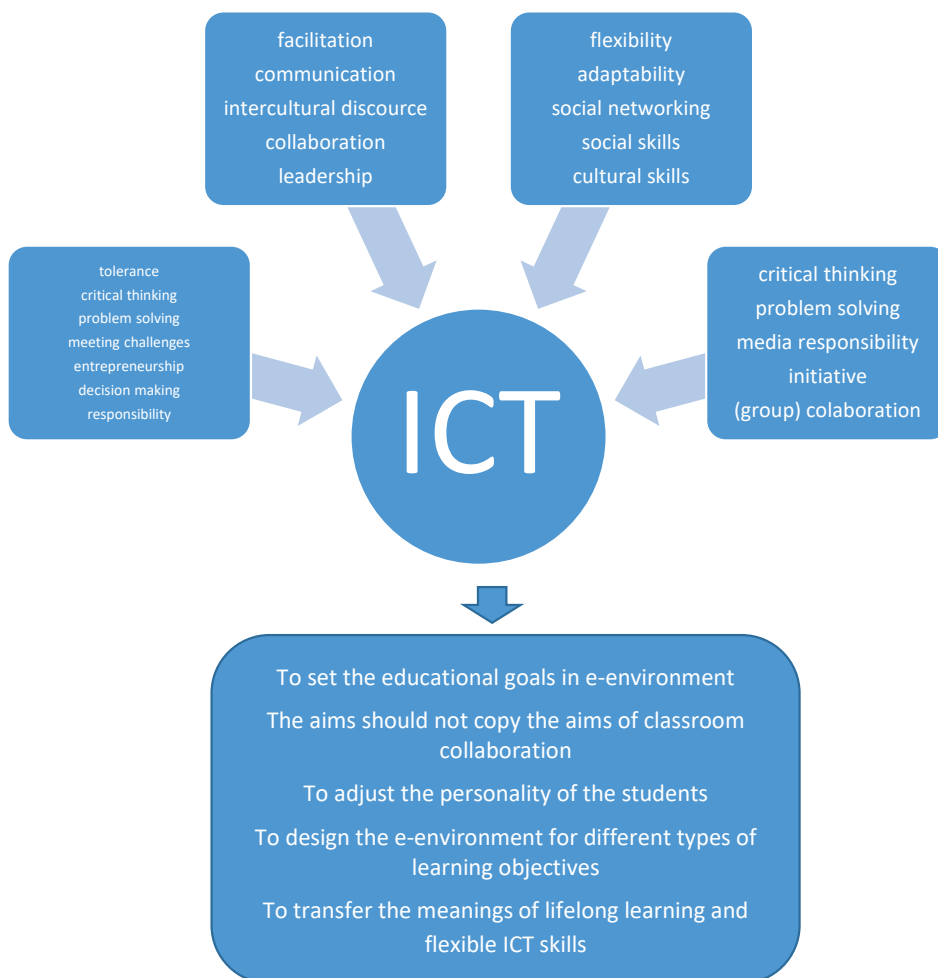 facilitation
communication
intercultural discource
collaboration
leadership
flexibility
adaptability
social networking
social skills
cultural skills
tolerance
critical thinking
problem solving
meeting challenges
entrepreneurship
decision making
responsibility
critical thinking
problem solving
media responsibility
initiative
(group) colaboration
ICT
To set the educational goals in e-environment
The aims should not copy the aims of classroom
collaboration
To adjust the personality of the students
To design the e-environment for different types of
learning objectives
To transfer the meanings of lifelong learning and
flexible ICT skills